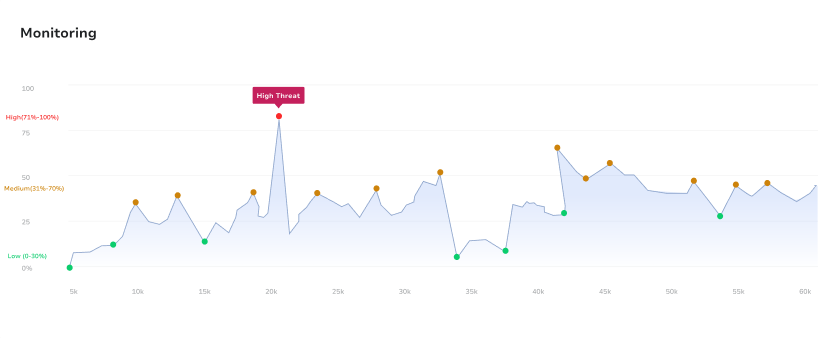 Monitoring
100
High Threat
High(71%-100%)
75
50
Medium(31%-70%)
25
Low (0-30%)
0%
5k 10k 15k 20k 25k 30k 35k 40k 45k 50k 55k 60k